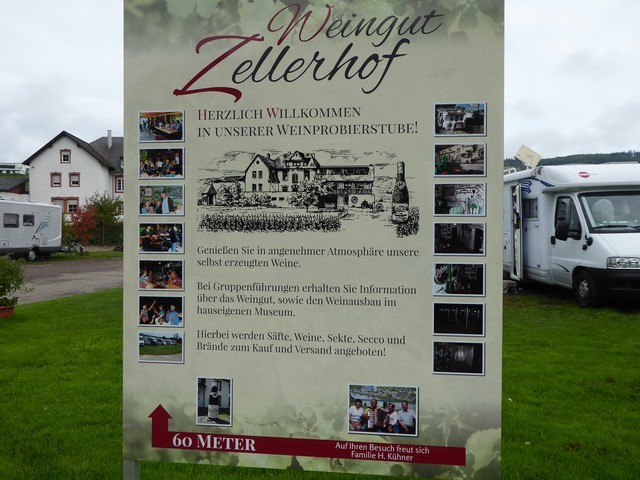 Weingut
Zellerhof
HERZLICH WILLKOMMEN
IN UNSERER WEINPROBIERSTUBE!
Genießen Sie in angenehmer Atmosphäre unsere
selbst erzeugten Weine.
Bei Gruppenführungen erhalten Sie Information
über das Weingut, sowie den Weinausbau im
hauseigenen Museum.
Hierbei werden Säfte, Weine, Sekte, Secco und
Brände zum Kauf und Versand angeboten!
60 METER
Auf Ihren Besuch freut sich
Familie H. Kühner